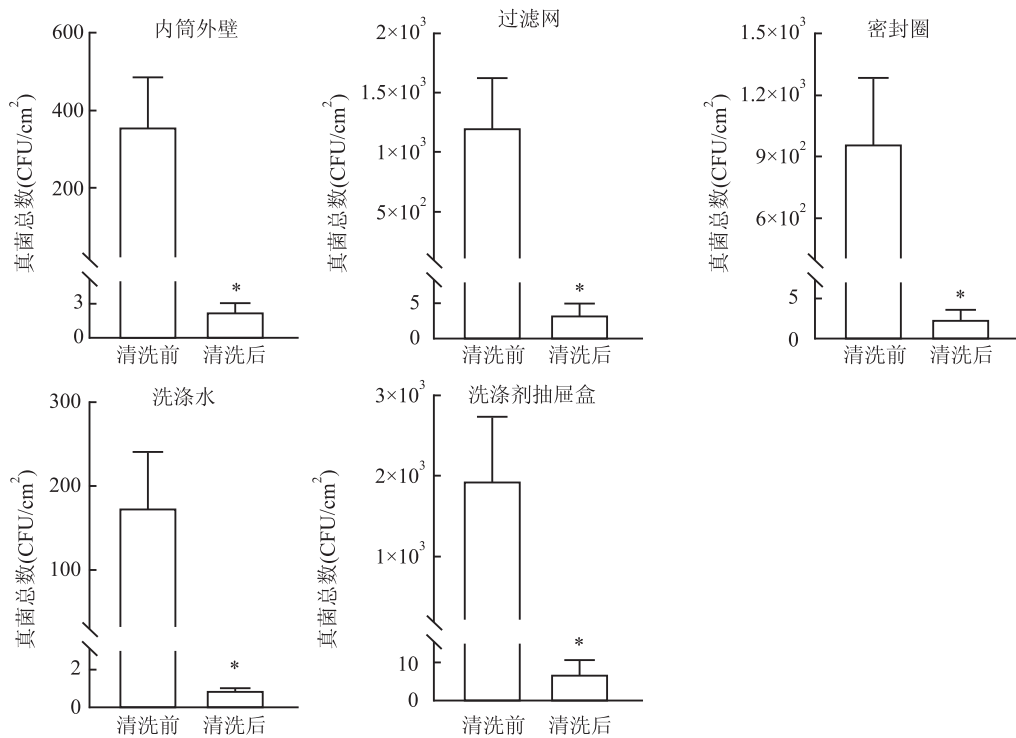 内筒外壁
600
400
200
3
0
真菌总数(CFU/cm²)
*
清洗前 清洗后
过滤网
2×10³
1.5×10³
1×10³
5×10²
5
0
真菌总数(CFU/cm²)
*
清洗前 清洗后
密封圈
1.5×10³
1.2×10³
9×10²
6×10²
5
0
真菌总数(CFU/cm²)
*
清洗前 清洗后
洗涤水
300
200
100
2
0
真菌总数(CFU/cm²)
*
清洗前 清洗后
洗涤剂抽屉盒
3×10³
2×10³
1×10³
10
0
真菌总数(CFU/cm²)
*
清洗前 清洗后